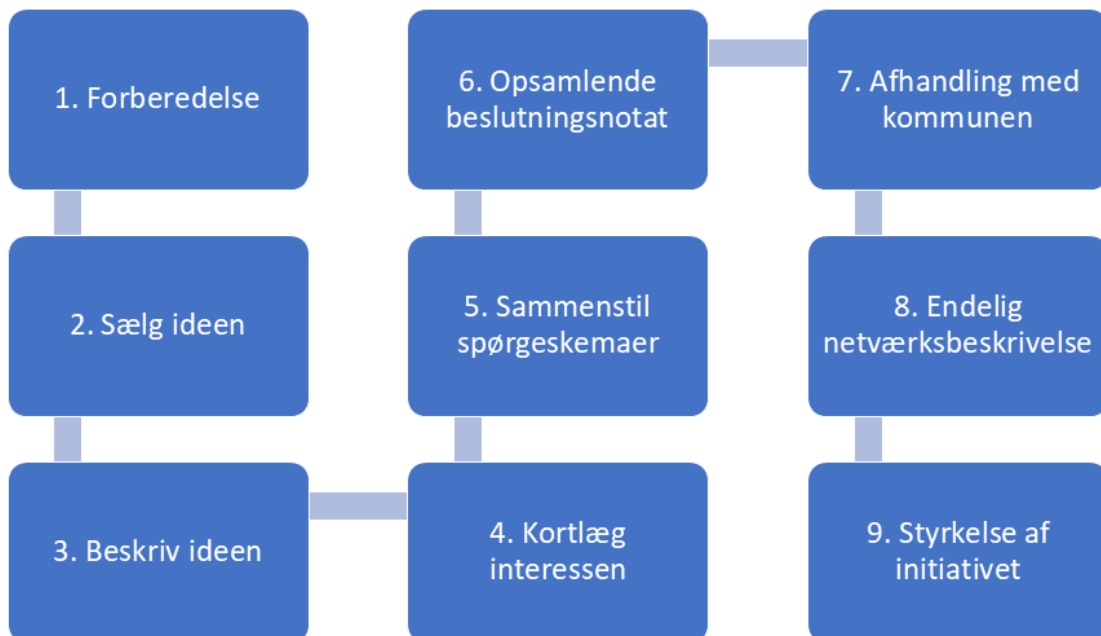 1. Forberedelse
2. Sælg ideen
3. Beskriv ideen
4. Kortlæg
interessen
5. Sammenstil
spørgeskemaer
6. Opsamlende
beslutningsnotat
7. Afhandling med
kommunen
8. Endelig
netværksbeskrivelse
9. Styrkelse af
initiativet